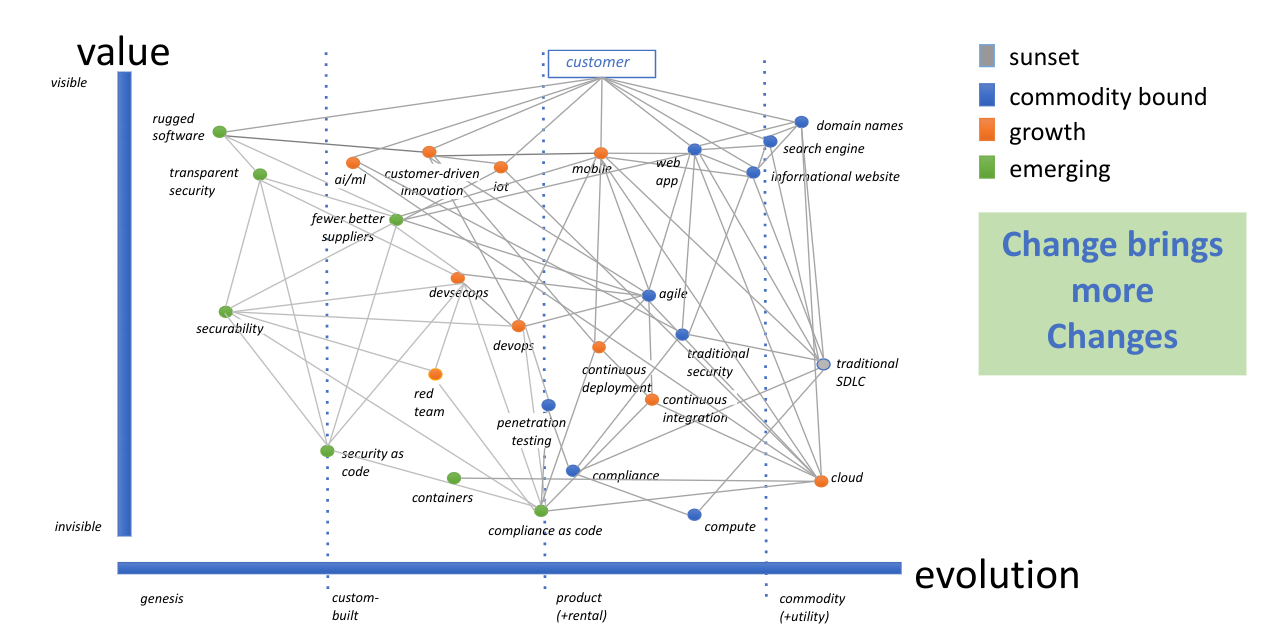 value
visible
customer
sunset
commodity bound
growth
emerging
rugged
software
domain names
search engine
transparent
security
ai/ml
customer-driven
innovation
iot
mobile
web
app
informational website
fewer better
suppliers
Change brings
more
Changes
devsecops
agile
securability
devops
traditional
security
traditional
SDLC
continuous
deployment
red
team
continuous
integration
penetration
testing
security as
code
containers
compliance
cloud
compliance as code
compute
invisible
evolution
genesis
custom-
built
product
(+rental)
commodity
(+utility)